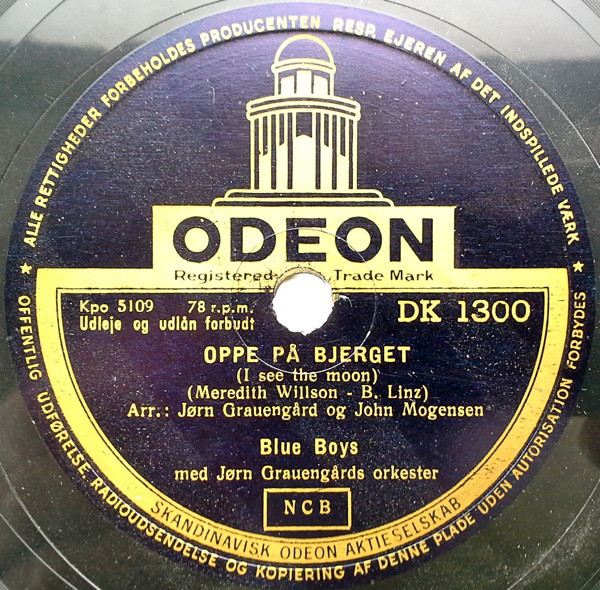 ALLE RETTIGHEDER FORBEHOLDES PRODUCENTEN RESP. EJEREN AF DET INDSPILLEDE VÆRK
ODEON
Registered Trade Mark
Kpo 5109 78 r.p.m.
Udleje og udlån forbudt
DK 1300
OPPE PÅ BJERGET
(I see the moon)
(Meredith Willson - B. Linz)
Arr.: Jørn Grauengård og John Mogensen
Blue Boys
med Jørn Grauengårds orkester
NCB
SKANDINAVISK ODEON AKTIESELSKAB
OFFENTLIG UDFØRELSE, RADIOUDSENDELSE OG KOPIERING AF DENNE PLADE UDEN AUTORISATION FORBYDES